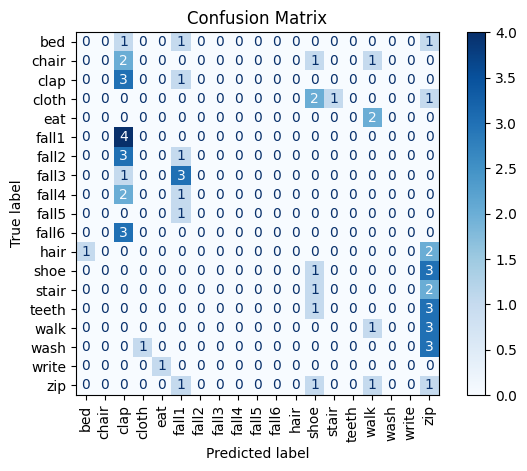 Confusion Matrix
True label
bed 0 0 1 0 0 1 0 0 0 0 0 0 0 0 0 0 0 0 1
chair 0 0 2 0 0 0 0 0 0 0 0 0 1 0 0 1 0 0 0
clap 0 0 3 0 0 1 0 0 0 0 0 0 0 0 0 0 0 0 0
cloth 0 0 0 0 0 0 0 0 0 0 0 0 2 1 0 0 0 0 1
eat 0 0 0 0 0 0 0 0 0 0 0 0 0 0 0 2 0 0 0
fall1 0 0 4 0 0 0 0 0 0 0 0 0 0 0 0 0 0 0 0
fall2 0 0 3 0 0 1 0 0 0 0 0 0 0 0 0 0 0 0 0
fall3 0 0 1 0 0 3 0 0 0 0 0 0 0 0 0 0 0 0 0
fall4 0 0 2 0 0 1 0 0 0 0 0 0 0 0 0 0 0 0 0
fall5 0 0 0 0 0 1 0 0 0 0 0 0 0 0 0 0 0 0 0
fall6 0 0 3 0 0 0 0 0 0 0 0 0 0 0 0 0 0 0 0
hair 1 0 0 0 0 0 0 0 0 0 0 0 0 0 0 0 0 0 2
shoe 0 0 0 0 0 0 0 0 0 0 0 0 1 0 0 0 0 0 3
stair 0 0 0 0 0 0 0 0 0 0 0 0 1 0 0 0 0 0 2
teeth 0 0 0 0 0 0 0 0 0 0 0 0 1 0 0 0 0 0 3
walk 0 0 0 0 0 0 0 0 0 0 0 0 0 0 0 1 0 0 3
wash 0 0 0 1 0 0 0 0 0 0 0 0 0 0 0 0 0 0 3
write 0 0 0 0 1 0 0 0 0 0 0 0 0 0 0 0 0 0 0
zip 0 0 0 0 0 1 0 0 0 0 0 0 1 0 0 1 0 0 1
bed chair clap cloth eat fall1 fall2 fall3 fall4 fall5 fall6 hair shoe stair teeth walk wash write zip
Predicted label
4.0
3.5
3.0
2.5
2.0
1.5
1.0
0.5
0.0